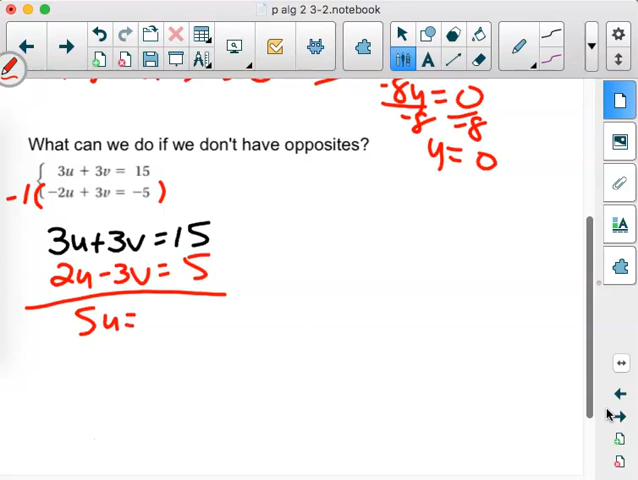 p alg 2 3-2.notebook
-8y = 0
-8 -8
y = 0
What can we do if we don't have opposites?
3u + 3v = 15
-1( -2u + 3v = -5 )
3u+3v=15
2u-3v= 5
5u=